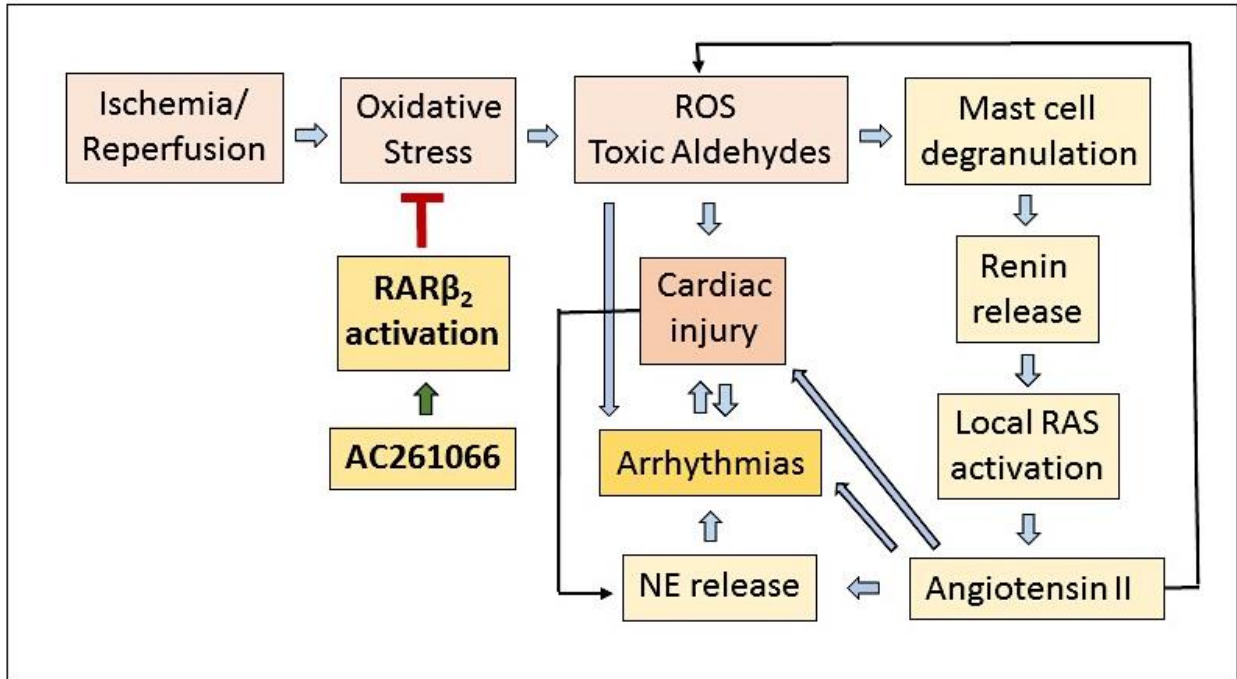 Ischemia/
Reperfusion
Oxidative
Stress
ROS
Toxic Aldehydes
Mast cell
degranulation
RARβ₂
activation
Cardiac
injury
Renin
release
AC261066
Arrhythmias
Local RAS
activation
NE release
Angiotensin II